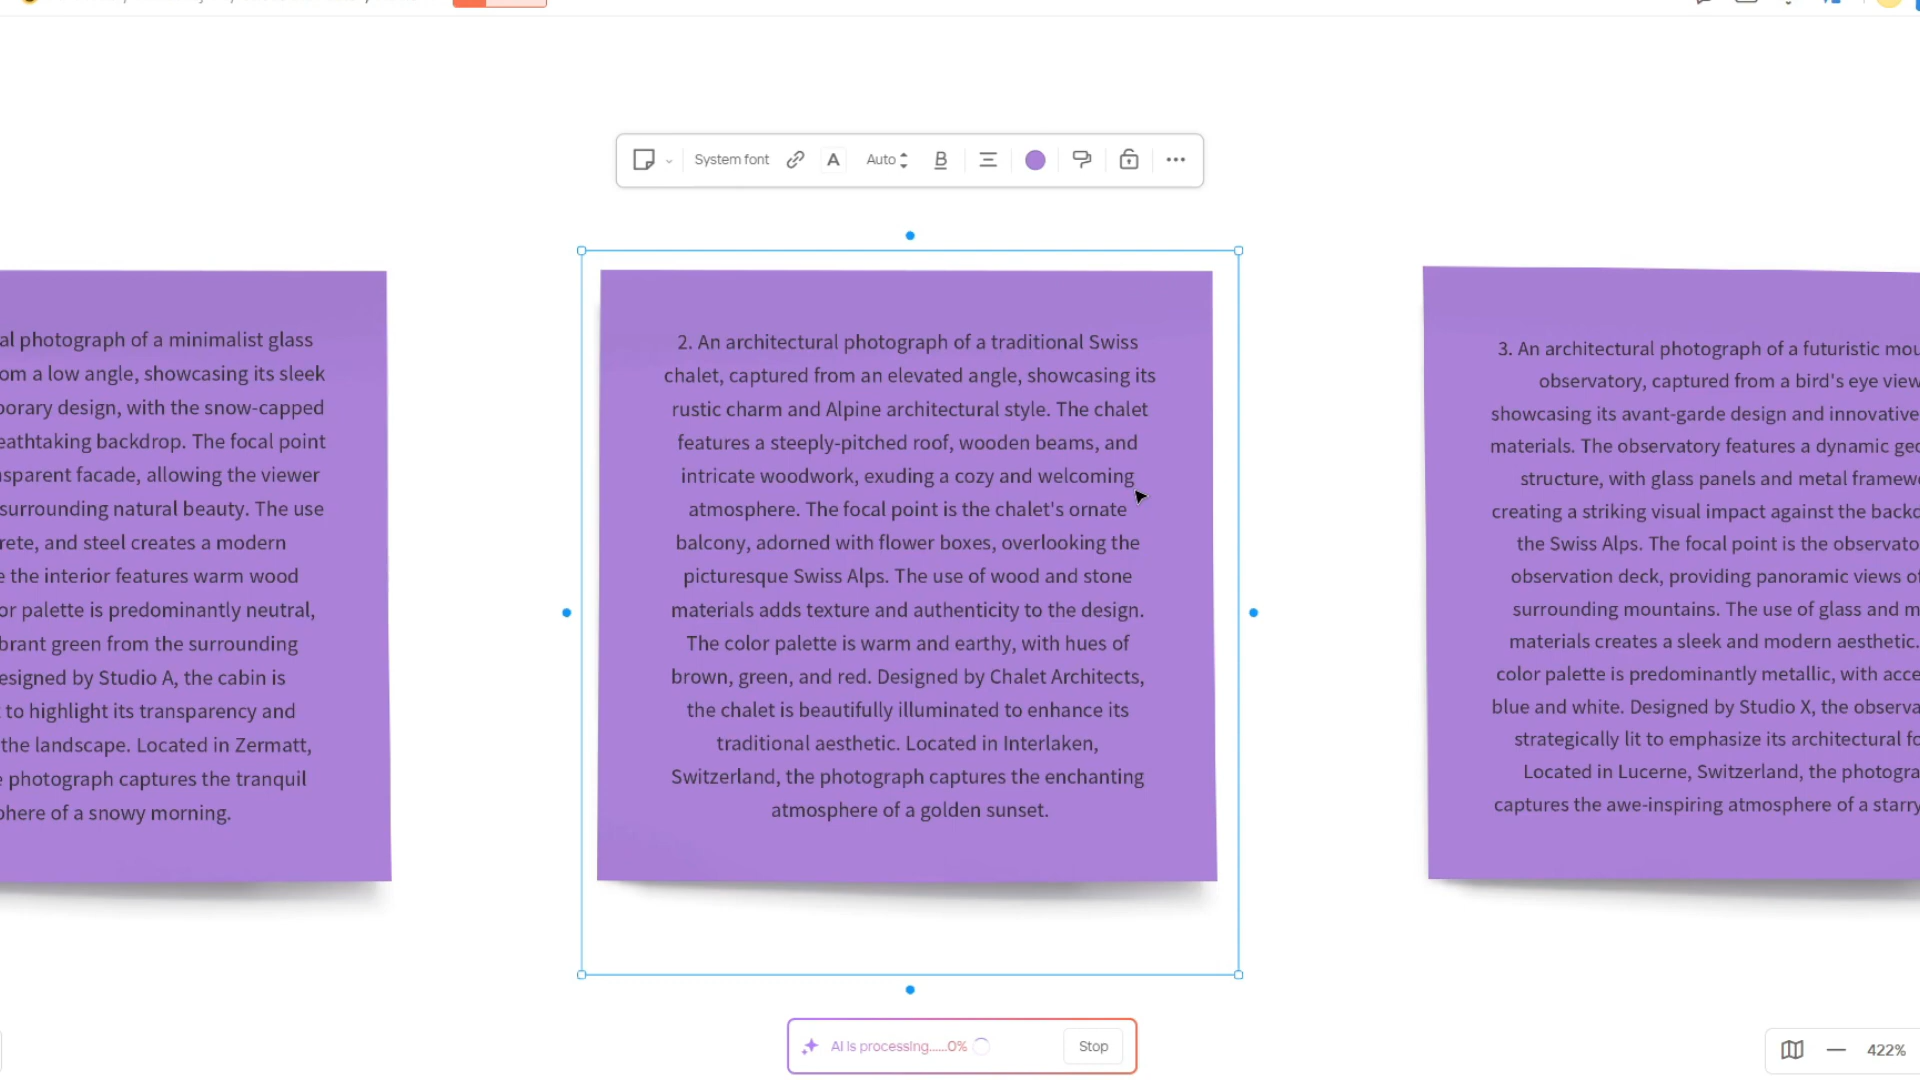 System font
A
Auto
B
al photograph of a minimalist glass
om a low angle, showcasing its sleek
porary design, with the snow-capped
eathtaking backdrop. The focal point
nsparent facade, allowing the viewer
surrounding natural beauty. The use
rete, and steel creates a modern
e the interior features warm wood
or palette is predominantly neutral,
brant green from the surrounding
esigned by Studio A, the cabin is
to highlight its transparency and
the landscape. Located in Zermatt,
e photograph captures the tranquil
phere of a snowy morning.
2. An architectural photograph of a traditional Swiss
chalet, captured from an elevated angle, showcasing its
rustic charm and Alpine architectural style. The chalet
features a steeply-pitched roof, wooden beams, and
intricate woodwork, exuding a cozy and welcoming
atmosphere. The focal point is the chalet's ornate
balcony, adorned with flower boxes, overlooking the
picturesque Swiss Alps. The use of wood and stone
materials adds texture and authenticity to the design.
The color palette is warm and earthy, with hues of
brown, green, and red. Designed by Chalet Architects,
the chalet is beautifully illuminated to enhance its
traditional aesthetic. Located in Interlaken,
Switzerland, the photograph captures the enchanting
atmosphere of a golden sunset.
3. An architectural photograph of a futuristic mou
observatory, captured from a bird's eye view
showcasing its avant-garde design and innovative
materials. The observatory features a dynamic geo
structure, with glass panels and metal framew
creating a striking visual impact against the backd
the Swiss Alps. The focal point is the observato
observation deck, providing panoramic views of
surrounding mountains. The use of glass and m
materials creates a sleek and modern aesthetic.
color palette is predominantly metallic, with acce
blue and white. Designed by Studio X, the observa
strategically lit to emphasize its architectural fo
Located in Lucerne, Switzerland, the photogra
captures the awe-inspiring atmosphere of a starry
AI is processing......0%
Stop
422%